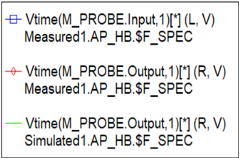 Vtime(M_PROBE.Input,1)[*] (L, V)
Measured1.AP_HB.$F_SPEC
Vtime(M_PROBE.Output,1)[*] (R, V)
Measured1.AP_HB.$F_SPEC
Vtime(M_PROBE.Output,1)[*] (R, V)
Simulated1.AP_HB.$F_SPEC